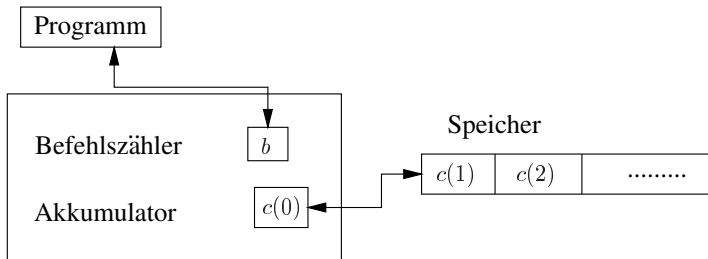 Programm
Befehlszähler b
Speicher
c(1) c(2) .........
Akkumulator c(0)